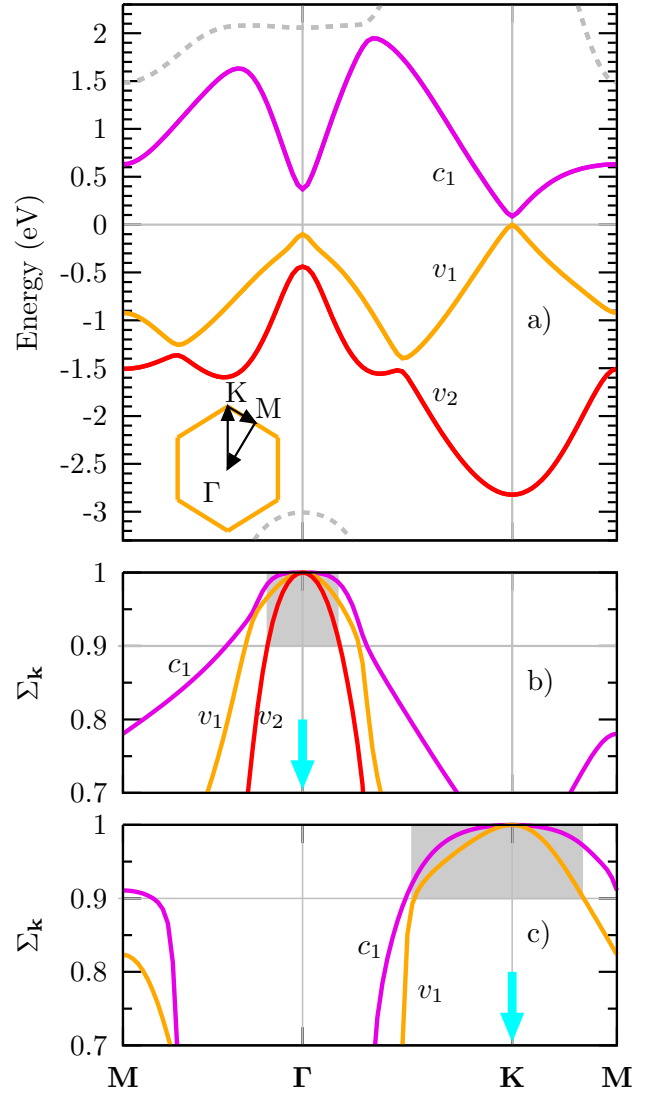 2
1.5
1
0.5
0
-0.5
-1
-1.5
-2
-2.5
-3
Energy (eV)
c₁
v₁
a)
v₂
K
M
Γ
1
0.9
0.8
0.7
Σ𝐤
c₁
v₁
v₂
b)
1
0.9
0.8
0.7
Σ𝐤
c₁
v₁
c)
M
Γ
K
M